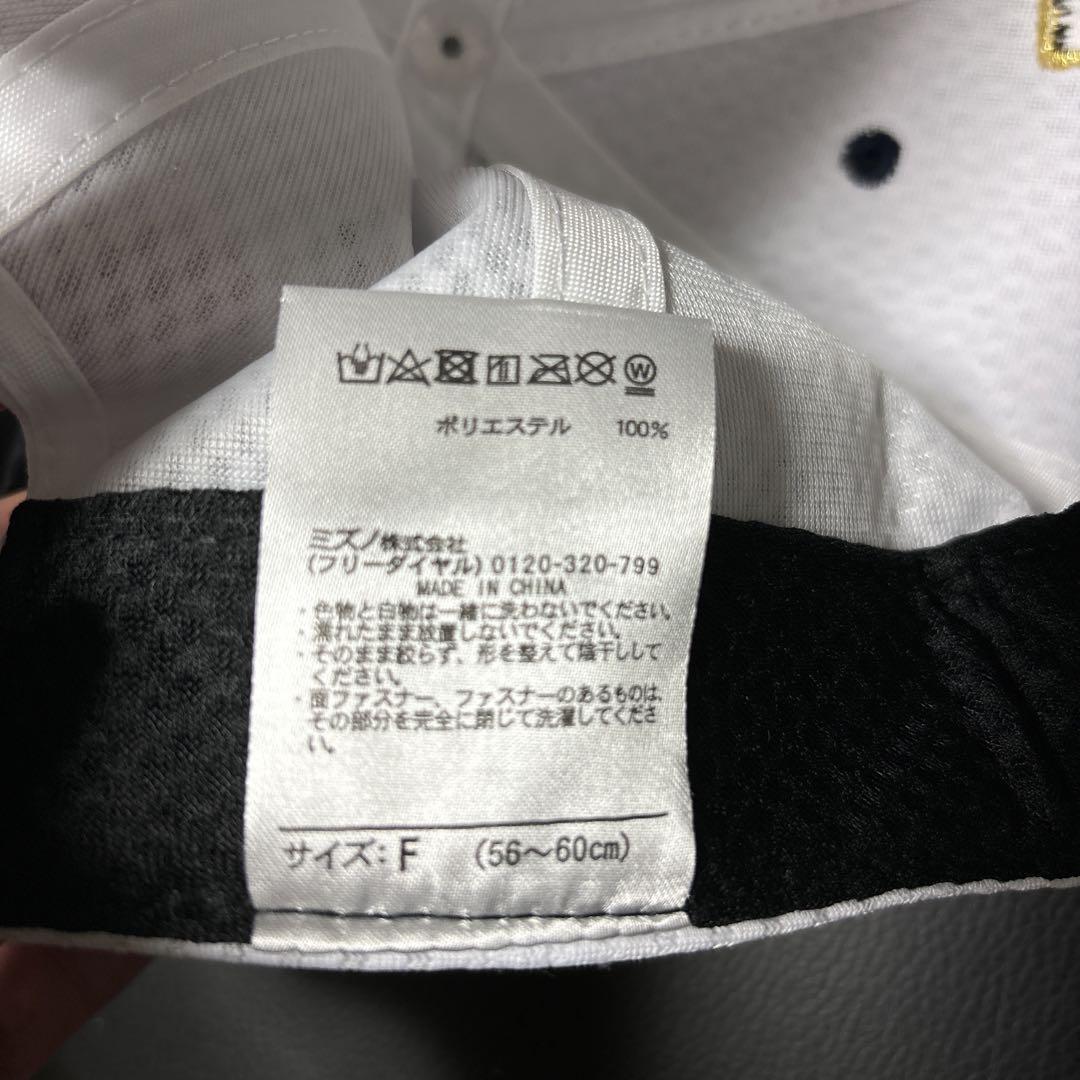 W
ポリエステル 100%
ミズノ株式会社
(フリーダイヤル) 0120-320-799
MADE IN CHINA
・色物と白物は一緒に洗わないでください。
・濡れたまま放置しないでください。
・そのまま絞らず、形を整えて陰干しして
ください。
・面ファスナー、ファスナーのあるものは、
その部分を完全に閉じて洗濯してくださ
い。
サイズ: F (56~60cm)